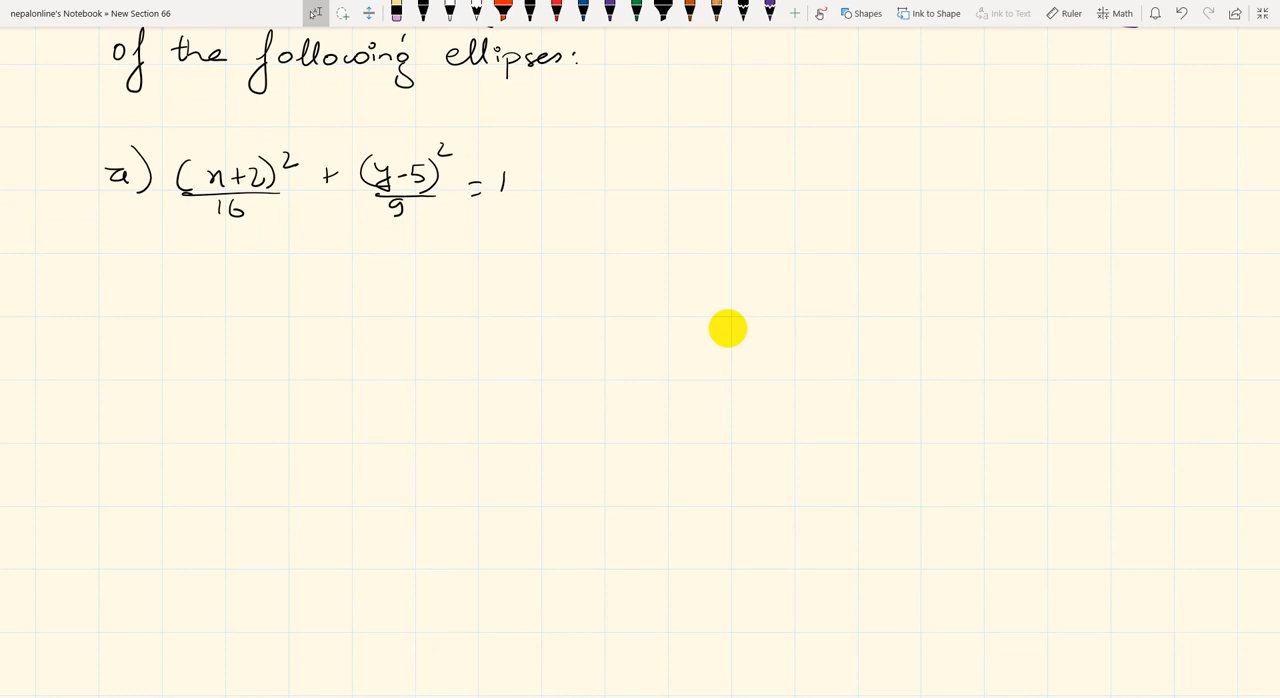 nepalonline's Notebook » New Section 66
Shapes Ink to Shape Ink to Text Ruler Math
of the following ellipses:
a) (x+2)²/16 + (y-5)²/9 = 1